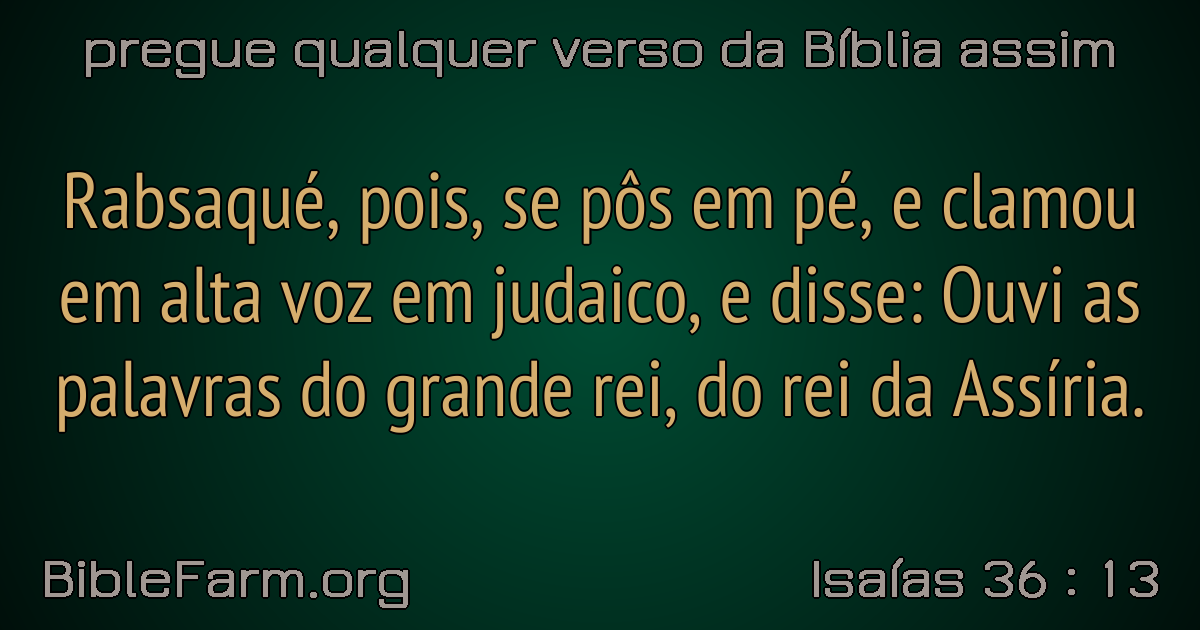 pregue qualquer verso da Bíblia assim
Rabsaqué, pois, se pôs em pé, e clamou
em alta voz em judaico, e disse: Ouvi as
palavras do grande rei, do rei da Assíria.
BibleFarm.org
Isaías 36 : 13